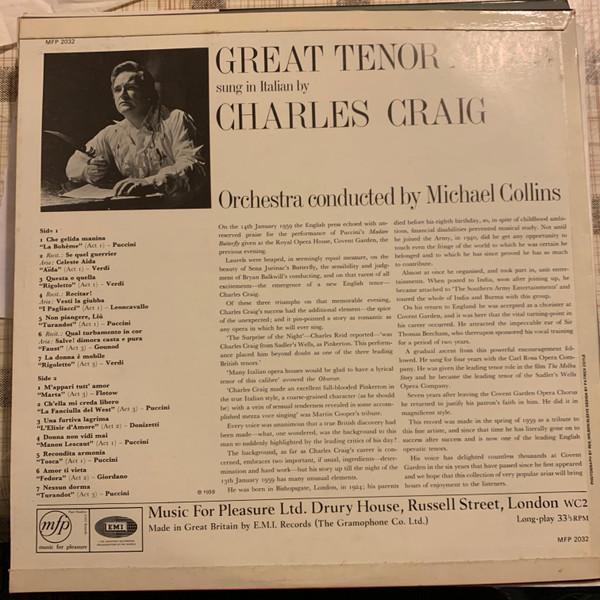 MFP 2032
GREAT TENOR
sung in Italian by
CHARLES CRAIG
Orchestra conducted by Michael Collins
Side 1
1 Che gelida manina
"La Bohème" (Act 1) – Puccini
2 Recit.: Se quel guerrier
Aria: Celeste Aida
"Aida" (Act 1) – Verdi
3 Questa o quella
"Rigoletto" (Act 1) – Verdi
4 Recit.: Recitar!
Aria: Vesti la giubba
"I Pagliacci" (Act 1) – Leoncavallo
5 Non piangere, Liù
"Turandot" (Act 1) – Puccini
6 Recit.: Qual turbamento in cor
Aria: Salve! dimora casta e pura
"Faust" (Act 3) – Gounod
7 La donna è mobile
"Rigoletto" (Act 3) – Verdi
Side 2
1 M'appari tutt' amor
"Marta" (Act 3) – Flotow
2 Ch'ella mi creda libero
"La Fanciulla del West" (Act 3) – Puccini
3 Una furtiva lagrima
"L'Elisir d'Amore" (Act 2) – Donizetti
4 Donna non vidi mai
"Manon Lescaut" (Act 1) – Puccini
5 Recondita armonia
"Tosca" (Act 1) – Puccini
6 Amor ti vieta
"Fedora" (Act 2) – Giordano
7 Nessun dorma
"Turandot" (Act 3) – Puccini
On the 14th January 1959 the English press echoed with un-
reserved praise for the performance of Puccini's Madam
Butterfly given at the Royal Opera House, Covent Garden, the
previous evening.
Laurels were heaped, in seemingly equal measure, on the
beauty of Sena Jurinac's Butterfly, the sensibility and judg-
ment of Bryan Balkwill's conducting, and on that rarest of all
excitements—the emergence of a new English tenor—
Charles Craig.
Of these three triumphs on that memorable evening,
Charles Craig's success had the additional element – the spice
of the unexpected; and it pin-pointed a story as romantic as
any opera in which he will ever sing.
'The Surprise of the Night'—Charles Reid reported—'was
Charles Craig from Sadler's Wells, as Pinkerton. This perform-
ance placed him beyond doubt as one of the three leading
British tenors.'
'Many opera houses would be glad to have a lyrical
tenor of this calibre' avowed the Observer.
'Charles Craig made an excellent full-blooded Pinkerton in
the true Italian style, a coarse-grained character (as he should
be) with a vein of sensual tenderness revealed in some accom-
plished mezza voce singing' was Martin Cooper's tribute.
Every voice was unanimous that a true British discovery had
been made—what, one wondered, was the background to this
man so suddenly highlighted by the leading critics of his day?
The background, as far as Charles Craig's career is con-
cerned, embraces two important, if usual, ingredients—deter-
mination and hard work—but his story up till the night of the
13th January 1959 has many unusual elements.
He was born in Bishopsgate, London, in 1924; his parents
died before his eighth birthday, so, in spite of childhood ambi-
tions, financial disabilities prevented musical study. Not until
he joined the Army, in 1940, did he get any opportunity to
touch even the fringe of the world to which he was certain he
belonged and to which he has since proved he has so much
to contribute.
Almost at once he organised, and took part in, unit enter-
tainments. When posted to India, soon after joining up, he
became attached to 'The Southern Army Entertainments' and
toured the whole of India and Burma with this group.
On his return to England he was accepted as a chorister at
Covent Garden, and it was here that the vital turning-point in
his career occurred. He attracted the impeccable ear of Sir
Thomas Beecham, who thereupon sponsored his vocal training
for a period of two years.
A gradual ascent from this powerful encouragement fol-
lowed. He sang for four years with the Carl Rosa Opera Com-
pany. He was given the leading tenor role in the film The Melba
Story and he became the leading tenor of the Sadler's Wells
Opera Company.
Seven years after leaving the Covent Garden Opera Chorus
he returned to justify his patron's faith in him. He did it in
magnificent style.
This record was made in the spring of 1959 as a tribute to
this fine artiste, and since that time he has literally gone on to
success after success and is now one of the leading English
operatic tenors.
His voice has delighted countless thousands at Covent
Garden in the six years that have passed since he first appeared
and we hope that this collection of very popular arias will bring
hours of enjoyment to the listeners.
℗ 1959
mfp
music for pleasure
EMI
Music For Pleasure Ltd. Drury House, Russell Street, London WC2
Made in Great Britain by E.M.I. Records (The Gramophone Co. Ltd.)
Long-play 33⅓ RPM
MFP 2032